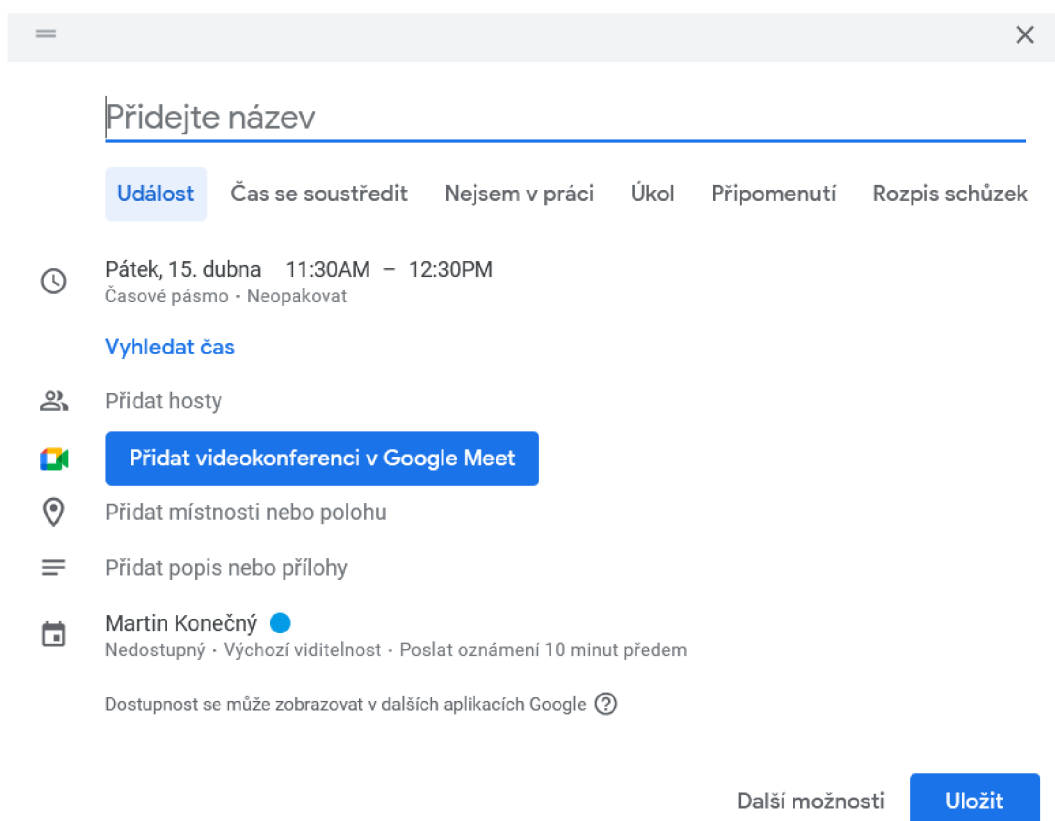 Přidejte název
Událost Čas se soustředit Nejsem v práci Úkol Připomenutí Rozpis schůzek
Pátek, 15. dubna 11:30AM – 12:30PM
Časové pásmo · Neopakovat
Vyhledat čas
Přidat hosty
Přidat videokonferenci v Google Meet
Přidat místnosti nebo polohu
Přidat popis nebo přílohy
Martin Konečný
Nedostupný · Výchozí viditelnost · Poslat oznámení 10 minut předem
Dostupnost se může zobrazovat v dalších aplikacích Google ?
Další možnosti Uložit